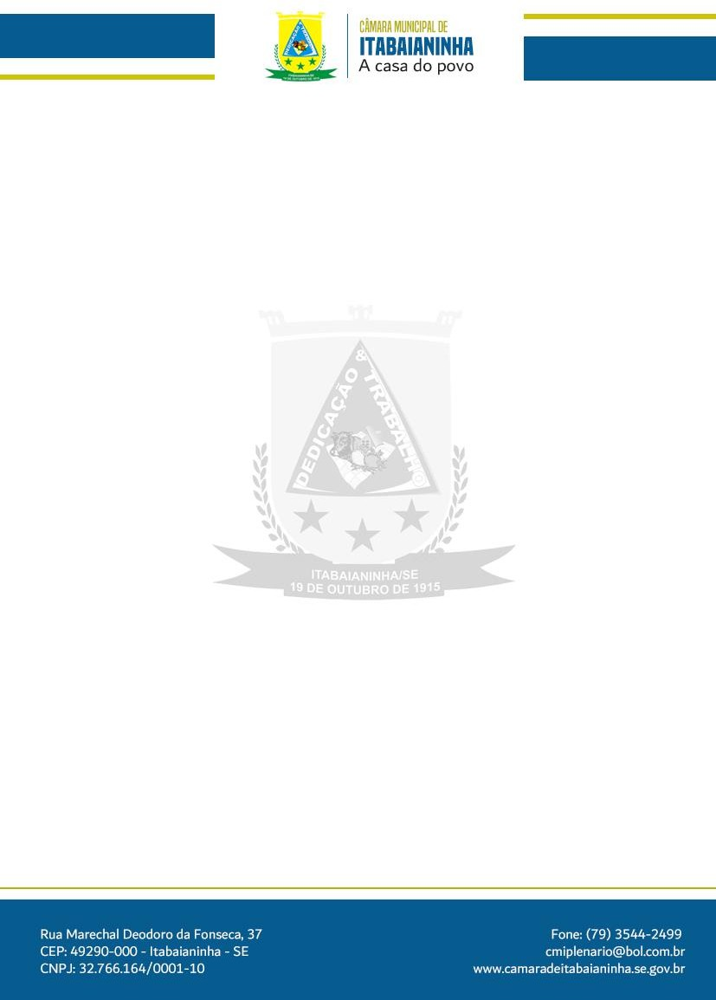 CÂMARA MUNICIPAL DE
ITABAIANINHA
A casa do povo
DEDICAÇÃO & TRABALHO
ITABAIANINHA/SE
19 DE OUTUBRO DE 1915
Rua Marechal Deodoro da Fonseca, 37
CEP: 49290-000 - Itabaianinha - SE
CNPJ: 32.766.164/0001-10
Fone: (79) 3544-2499
cmiplenario@bol.com.br
www.camaradeitabaianinha.se.gov.br